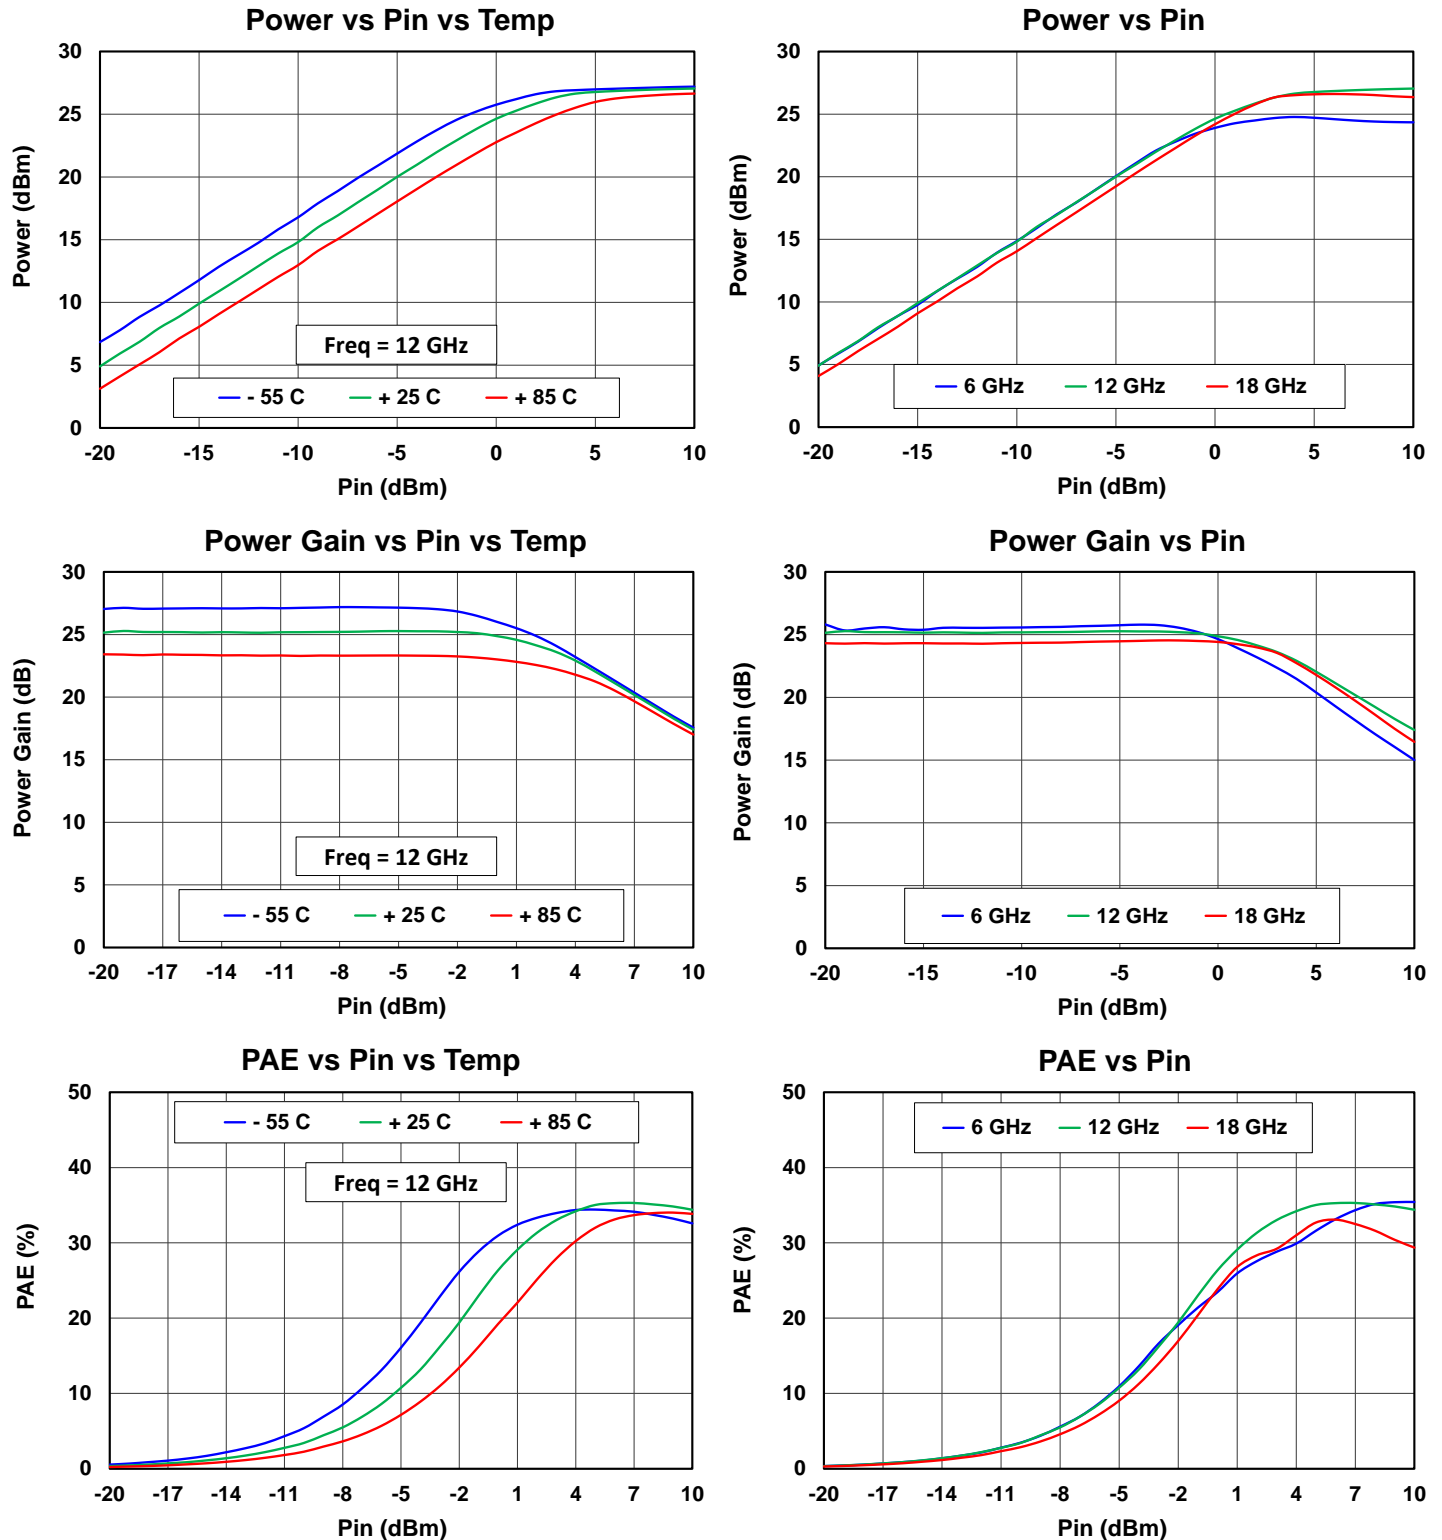 Power vs Pin vs Temp
30
25
20
15
10
5
0
Power (dBm)
Freq = 12 GHz
- 55 C + 25 C + 85 C
-20 -15 -10 -5 0 5 10
Pin (dBm)
Power vs Pin
30
25
20
15
10
5
0
Power (dBm)
6 GHz 12 GHz 18 GHz
-20 -15 -10 -5 0 5 10
Pin (dBm)
Power Gain vs Pin vs Temp
30
25
20
15
10
5
0
Power Gain (dB)
Freq = 12 GHz
- 55 C + 25 C + 85 C
-20 -17 -14 -11 -8 -5 -2 1 4 7 10
Pin (dBm)
Power Gain vs Pin
30
25
20
15
10
5
0
Power Gain (dB)
6 GHz 12 GHz 18 GHz
-20 -15 -10 -5 0 5 10
Pin (dBm)
PAE vs Pin vs Temp
50
40
30
20
10
0
PAE (%)
- 55 C + 25 C + 85 C
Freq = 12 GHz
-20 -17 -14 -11 -8 -5 -2 1 4 7 10
Pin (dBm)
PAE vs Pin
50
40
30
20
10
0
PAE (%)
6 GHz 12 GHz 18 GHz
-20 -17 -14 -11 -8 -5 -2 1 4 7 10
Pin (dBm)